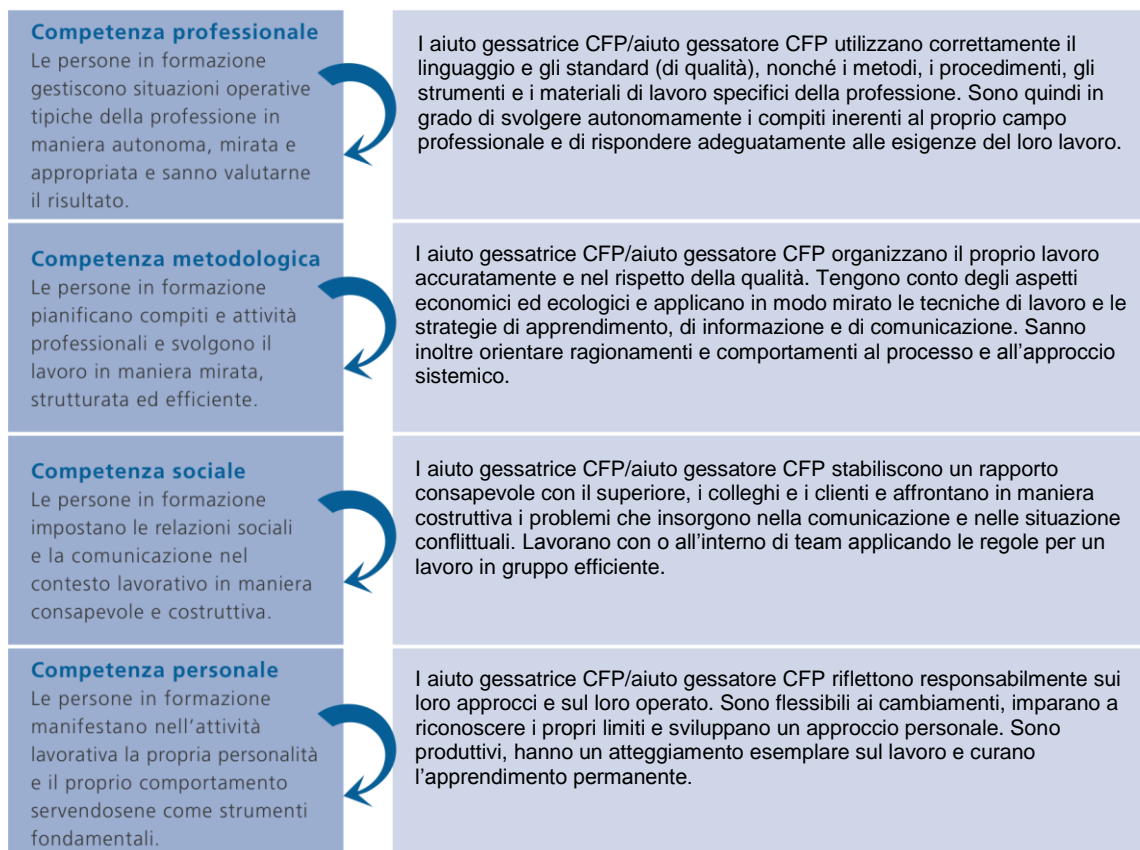 Competenza professionale
Le persone in formazione
gestiscono situazioni operative
tipiche della professione in
maniera autonoma, mirata e
appropriata e sanno valutarne
il risultato.
I aiuto gessatrice CFP/aiuto gessatore CFP utilizzano correttamente il
linguaggio e gli standard (di qualità), nonché i metodi, i procedimenti, gli
strumenti e i materiali di lavoro specifici della professione. Sono quindi in
grado di svolgere autonomamente i compiti inerenti al proprio campo
professionale e di rispondere adeguatamente alle esigenze del loro lavoro.
Competenza metodologica
Le persone in formazione
pianificano compiti e attività
professionali e svolgono il
lavoro in maniera mirata,
strutturata ed efficiente.
I aiuto gessatrice CFP/aiuto gessatore CFP organizzano il proprio lavoro
accuratamente e nel rispetto della qualità. Tengono conto degli aspetti
economici ed ecologici e applicano in modo mirato le tecniche di lavoro e le
strategie di apprendimento, di informazione e di comunicazione. Sanno
inoltre orientare ragionamenti e comportamenti al processo e all'approccio
sistemico.
Competenza sociale
Le persone in formazione
impostano le relazioni sociali
e la comunicazione nel
contesto lavorativo in maniera
consapevole e costruttiva.
I aiuto gessatrice CFP/aiuto gessatore CFP stabiliscono un rapporto
consapevole con il superiore, i colleghi e i clienti e affrontano in maniera
costruttiva i problemi che insorgono nella comunicazione e nelle situazione
conflittuali. Lavorano con o all'interno di team applicando le regole per un
lavoro in gruppo efficiente.
Competenza personale
Le persone in formazione
manifestano nell'attività
lavorativa la propria personalità
e il proprio comportamento
servendosene come strumenti
fondamentali.
I aiuto gessatrice CFP/aiuto gessatore CFP riflettono responsabilmente sui
loro approcci e sul loro operato. Sono flessibili ai cambiamenti, imparano a
riconoscere i propri limiti e sviluppano un approccio personale. Sono
produttivi, hanno un atteggiamento esemplare sul lavoro e curano
l'apprendimento permanente.